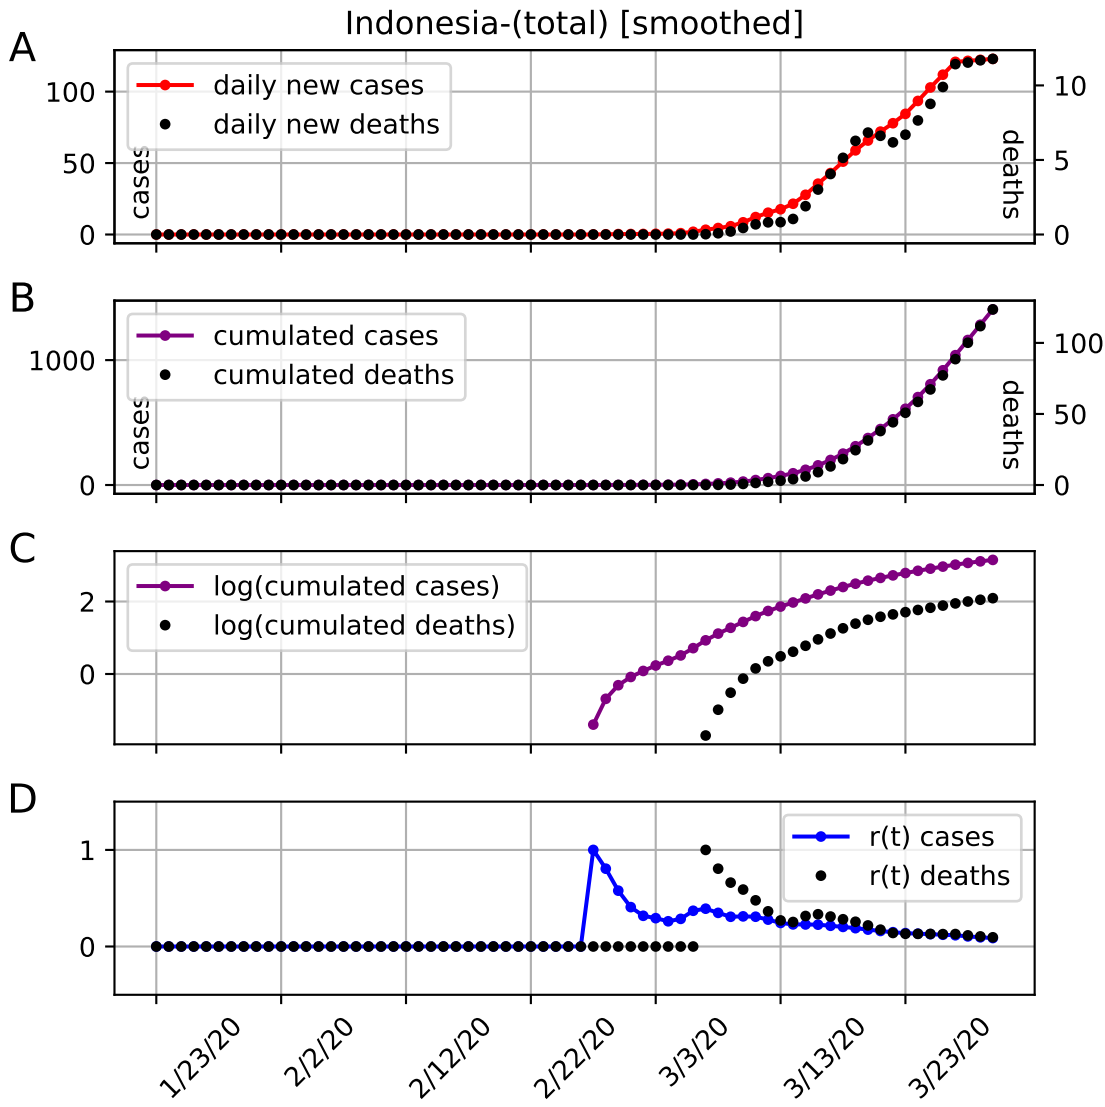 Indonesia-(total) [smoothed]
A
daily new cases
daily new deaths
100
50
0
cases
10
5
0
deaths
B
cumulated cases
cumulated deaths
1000
0
cases
100
50
0
deaths
C
log(cumulated cases)
log(cumulated deaths)
2
0
D
r(t) cases
r(t) deaths
1
0
1/23/20
2/2/20
2/12/20
2/22/20
3/3/20
3/13/20
3/23/20